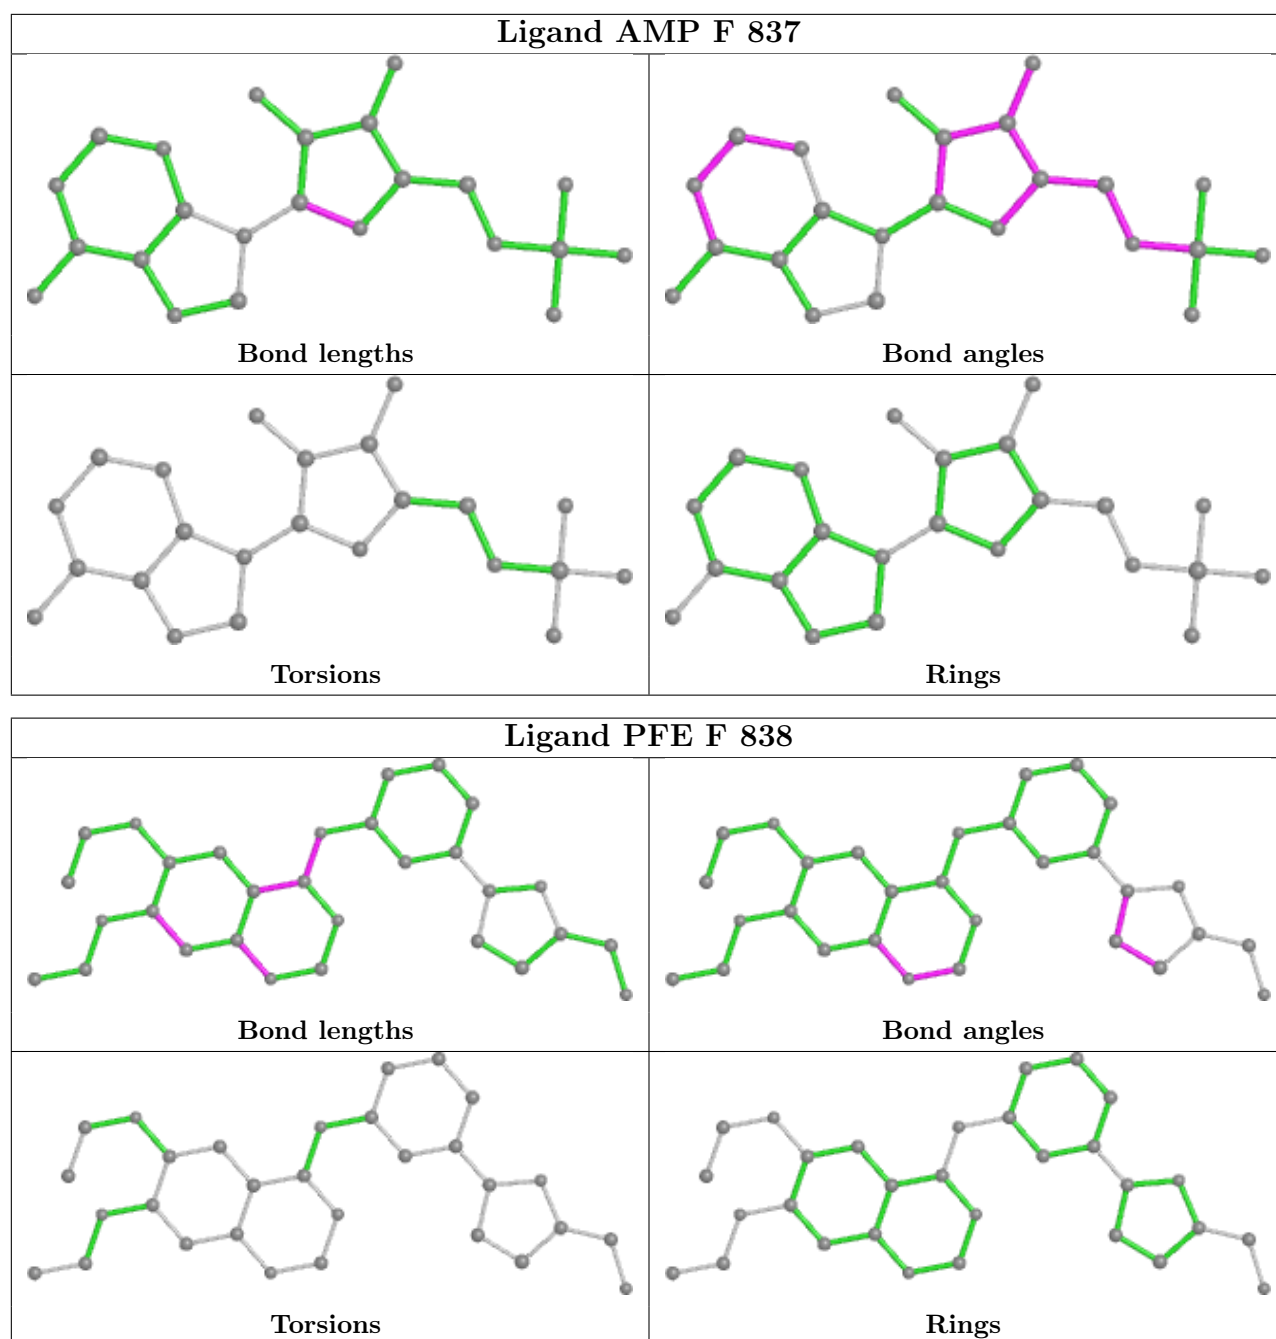 Ligand AMP F 837
Bond lengths
Bond angles
Torsions
Rings
Ligand PFE F 838
Bond lengths
Bond angles
Torsions
Rings